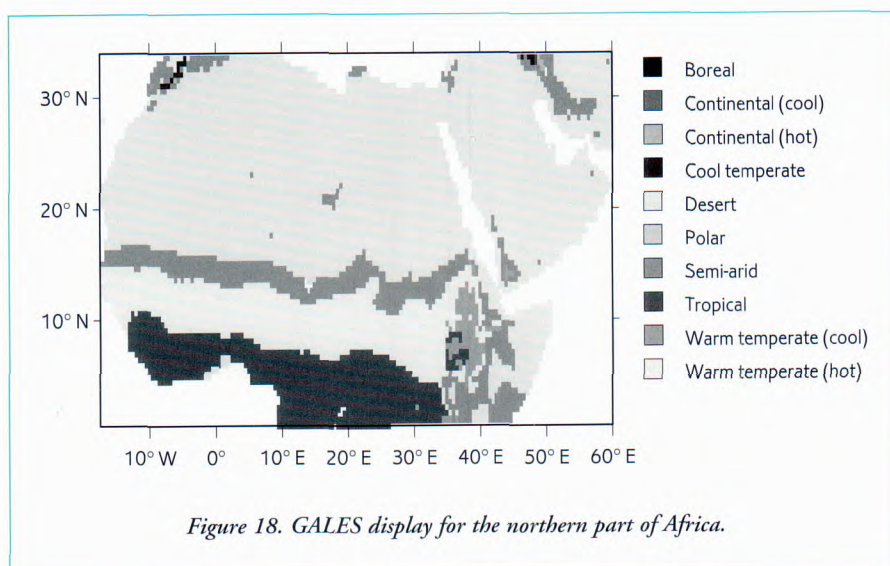 30° N
20° N
10° N
10° W 0° 10° E 20° E 30° E 40° E 50° E 60° E
Boreal
Continental (cool)
Continental (hot)
Cool temperate
Desert
Polar
Semi-arid
Tropical
Warm temperate (cool)
Warm temperate (hot)
Figure 18. GALES display for the northern part of Africa.